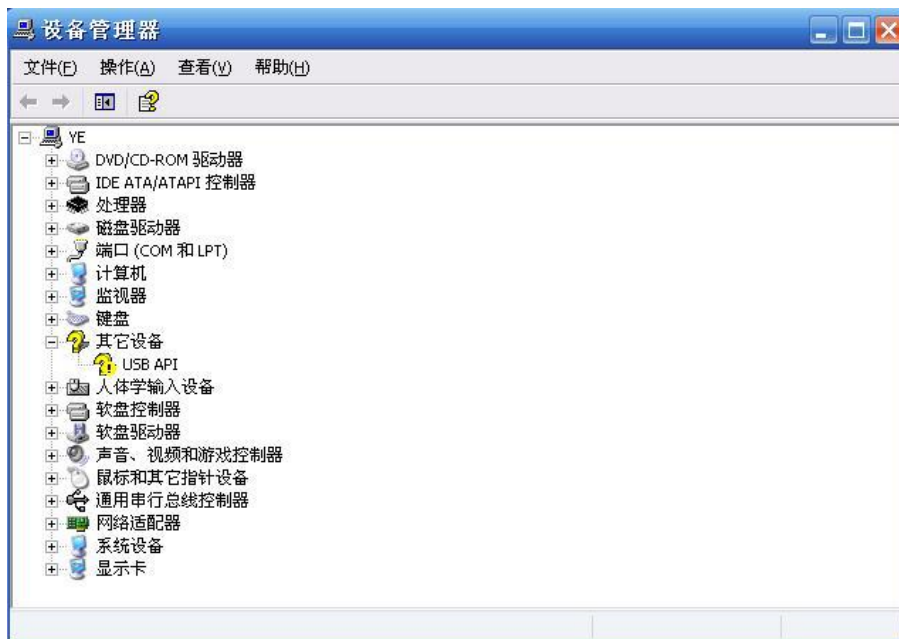 设备管理器
文件(F) 操作(A) 查看(V) 帮助(H)
YE
DVD/CD-ROM 驱动器
IDE ATA/ATAPI 控制器
处理器
磁盘驱动器
端口 (COM 和 LPT)
计算机
监视器
键盘
其它设备
USB API
人体学输入设备
软盘控制器
软盘驱动器
声音、视频和游戏控制器
鼠标和其它指针设备
通用串行总线控制器
网络适配器
系统设备
显示卡